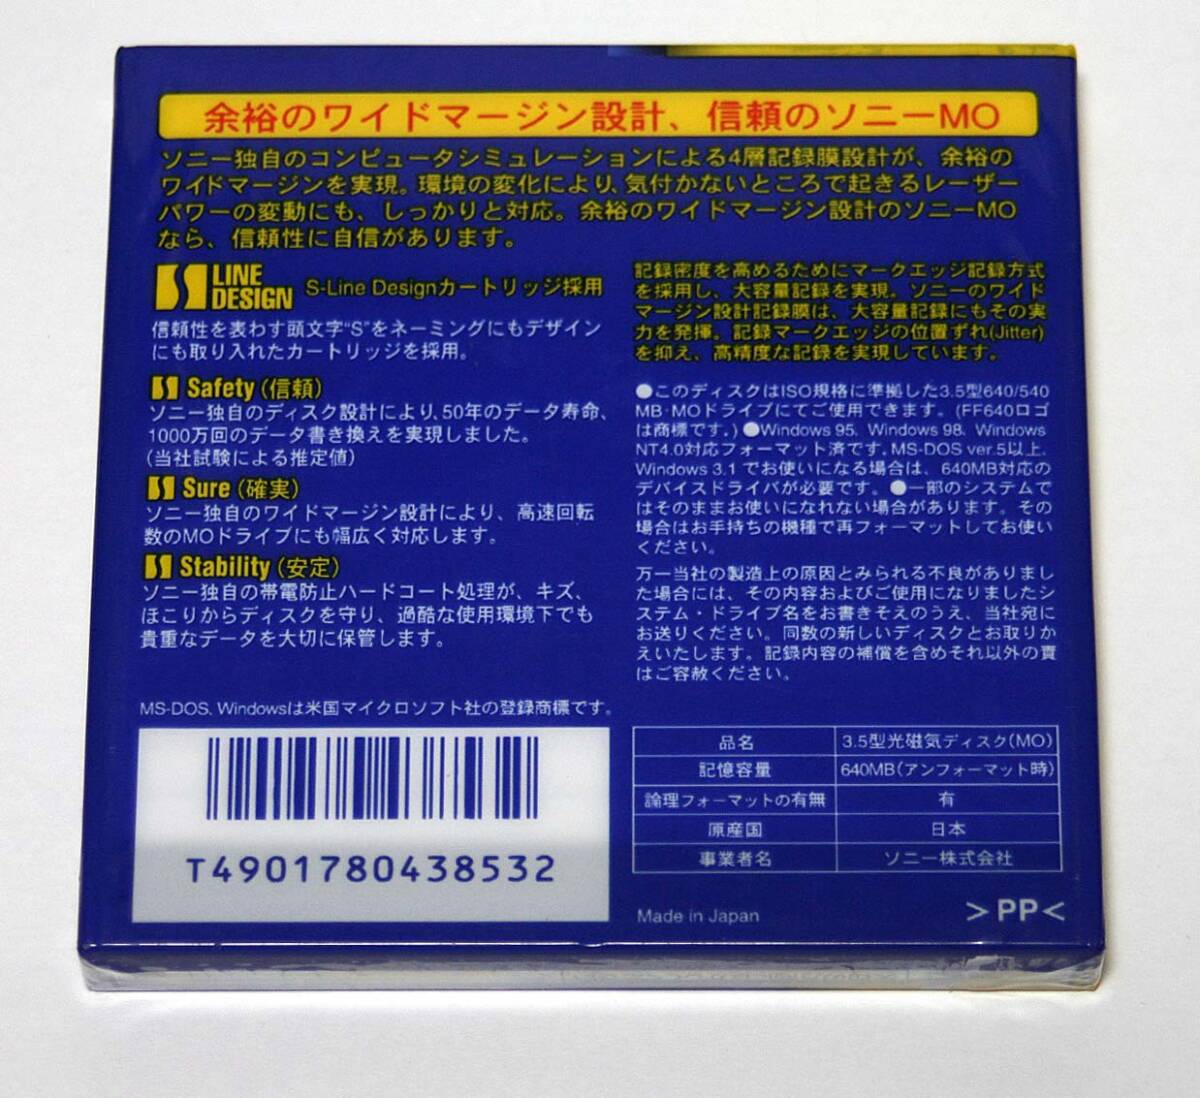 余裕のワイドマージン設計、信頼のソニーMO
ソニー独自のコンピュータシミュレーションによる4層記録膜設計が、余裕の
ワイドマージンを実現。環境の変化により、気付かないところで起きるレーザー
パワーの変動にも、しっかりと対応。余裕のワイドマージン設計のソニーMO
なら、信頼性に自信があります。
S LINE
DESIGN
S-Line Designカートリッジ採用
信頼性を表わす頭文字"S"をネーミングにもデザイン
にも取り入れたカートリッジを採用。
S Safety(信頼)
ソニー独自のディスク設計により、50年のデータ寿命、
1000万回のデータ書き換えを実現しました。
(当社試験による推定値)
S Sure(確実)
ソニー独自のワイドマージン設計により、高速回転
数のMOドライブにも幅広く対応します。
S Stability(安定)
ソニー独自の帯電防止ハードコート処理が、キズ、
ほこりからディスクを守り、過酷な使用環境下でも
貴重なデータを大切に保管します。
記録密度を高めるためにマークエッジ記録方式
を採用し、大容量記録を実現。ソニーのワイド
マージン設計記録膜は、大容量記録にもその実
力を発揮。記録マークエッジの位置ずれ(Jitter)
を抑え、高精度な記録を実現しています。
●このディスクはISO規格に準拠した3.5型640/540
MB・MOドライブにてご使用できます。(FF640ロゴ
は商標です。)●Windows 95、Windows 98、Windows
NT4.0対応フォーマット済です。MS-DOS ver.5以上、
Windows 3.1でお使いになる場合は、640MB対応の
デバイスドライバが必要です。●一部のシステムで
はそのままお使いになれない場合があります。その
場合はお手持ちの機種で再フォーマットしてお使い
ください。
万一当社の製造上の原因とみられる不良がありまし
た場合には、その内容およびご使用になりましたシ
ステム・ドライブ名をお書きそえのうえ、当社宛に
お送りください。同数の新しいディスクとお取りか
えいたします。記録内容の補償を含めそれ以外の責
はご容赦ください。
MS-DOS、Windowsは米国マイクロソフト社の登録商標です。
T4901780438532
品名 3.5型光磁気ディスク(MO)
記憶容量 640MB(アンフォーマット時)
論理フォーマットの有無 有
原産国 日本
事業者名 ソニー株式会社
Made in Japan
>PP<